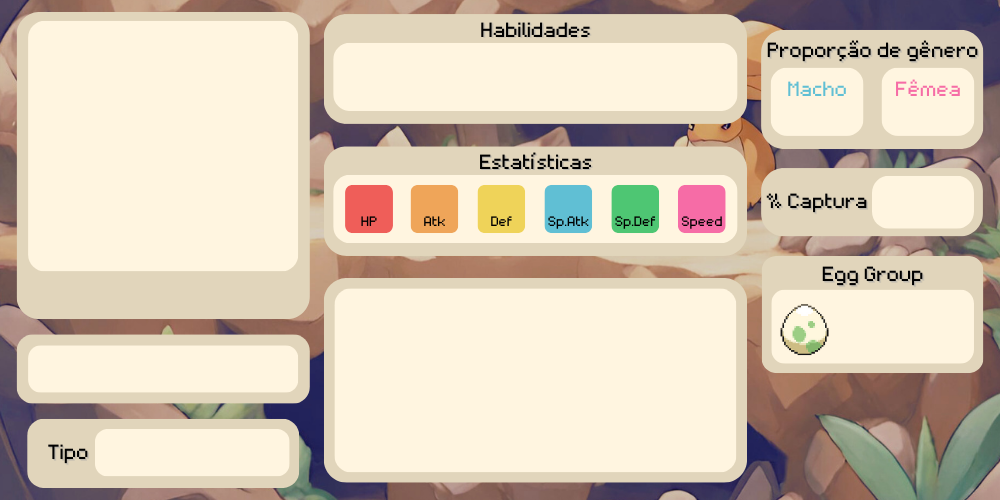 Habilidades
Proporção de gênero
Macho
Fêmea
Estatísticas
HP
Atk
Def
Sp.Atk
Sp.Def
Speed
% Captura
Egg Group
Tipo